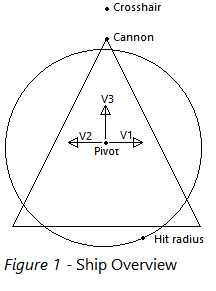 Crosshair
Cannon
V3
V2
V1
Pivot
Hit radius
Figure 1 - Ship Overview